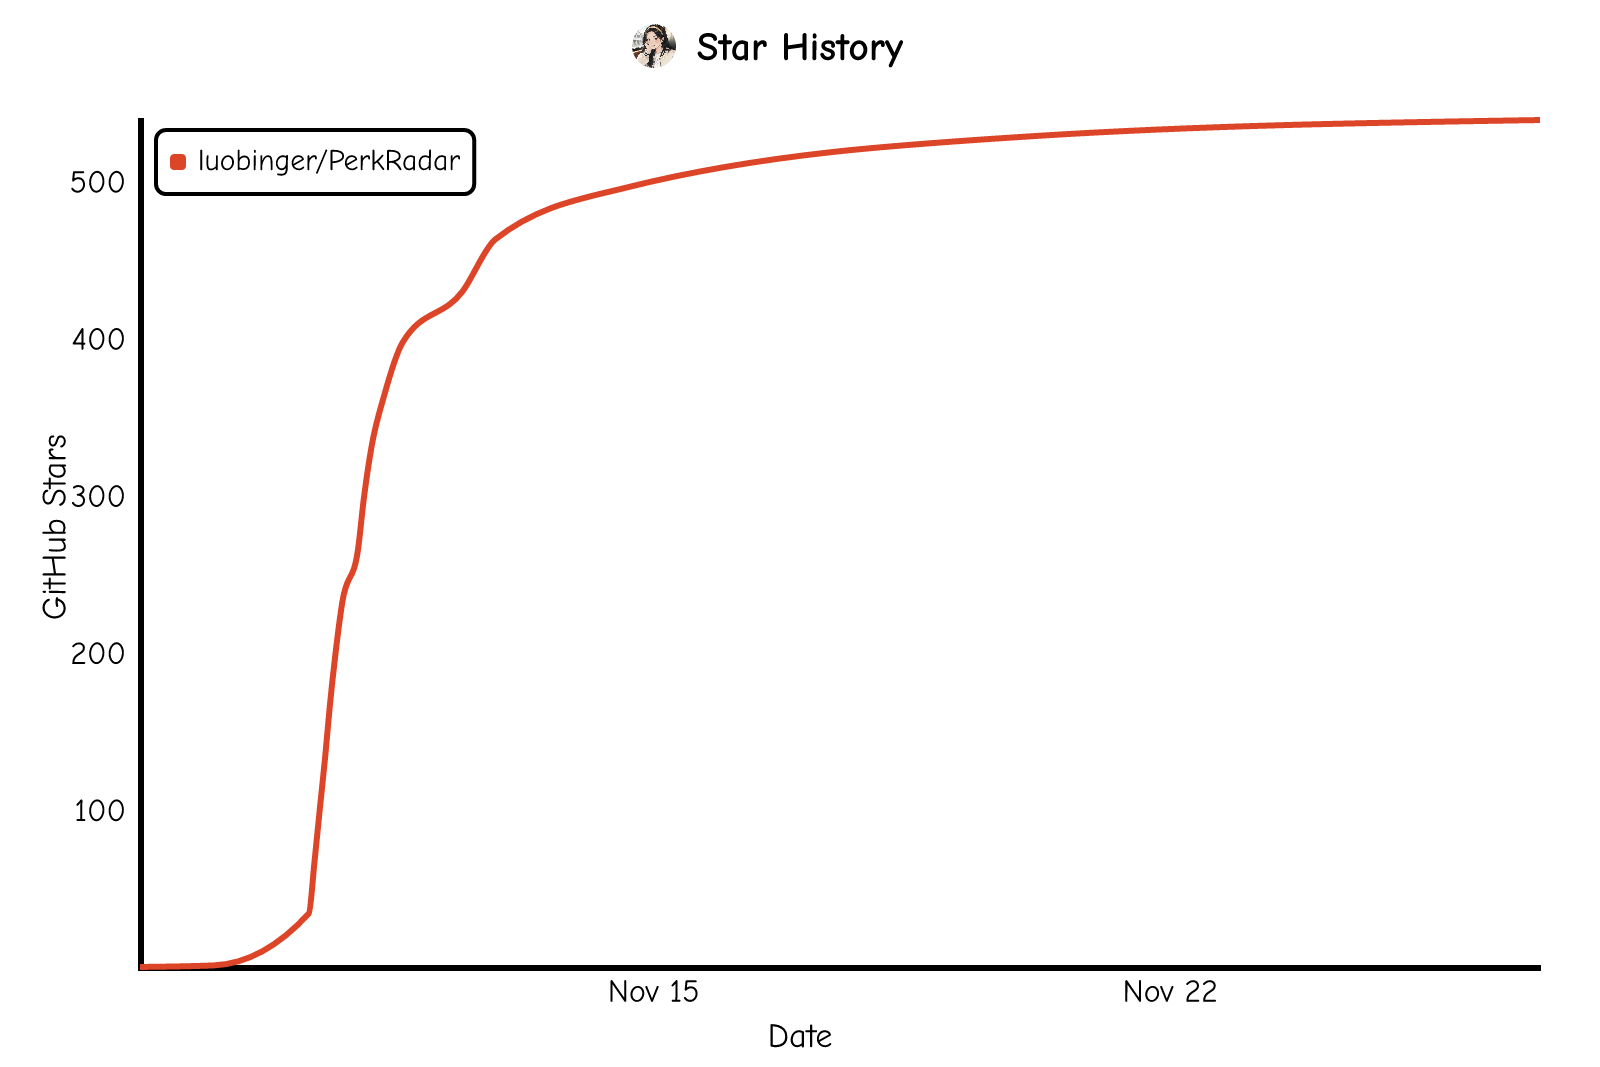 Star History
luobinger/PerkRadar
500
400
300
200
100
GitHub Stars
Nov 15
Nov 22
Date